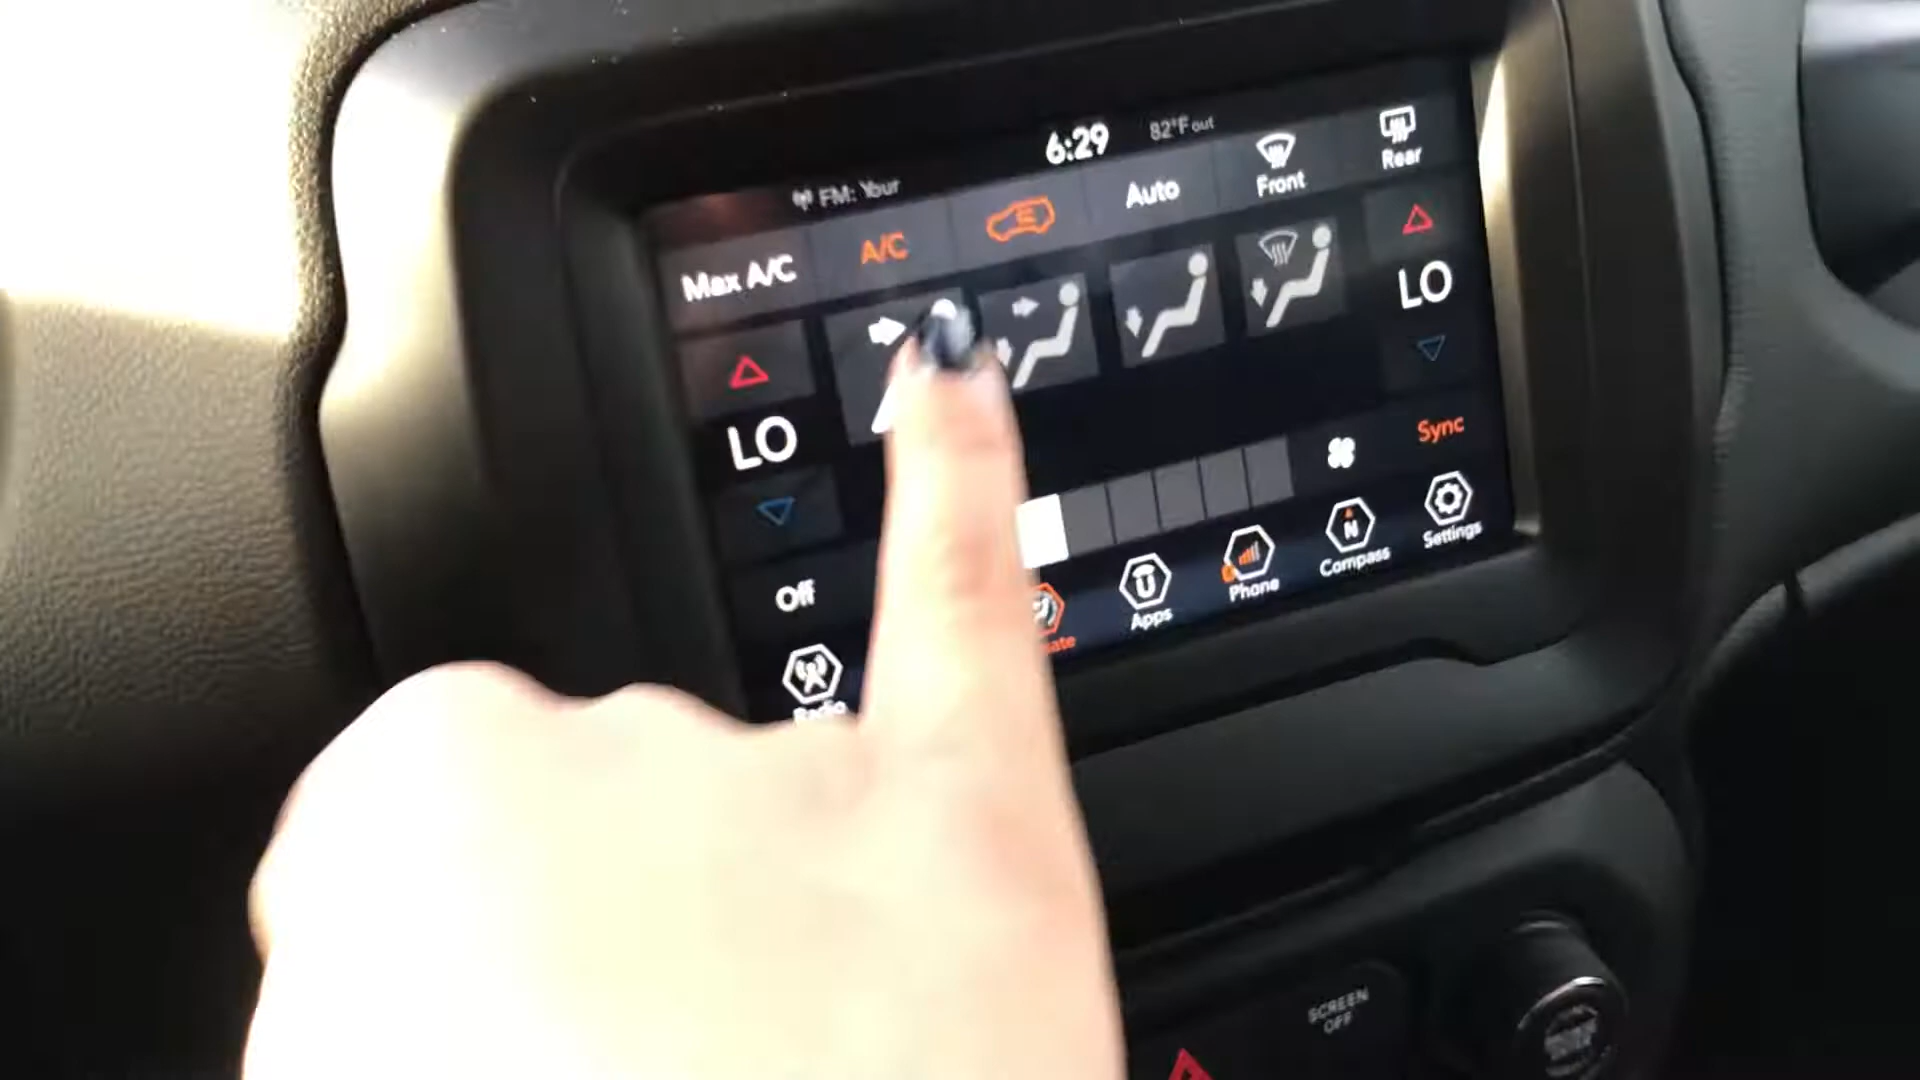 6:29
82°F out
FM: Your
Max A/C
A/C
Auto
Front
Rear
LO
LO
Sync
Off
Radio
Apps
Phone
N
Compass
Settings
SCREEN
OFF